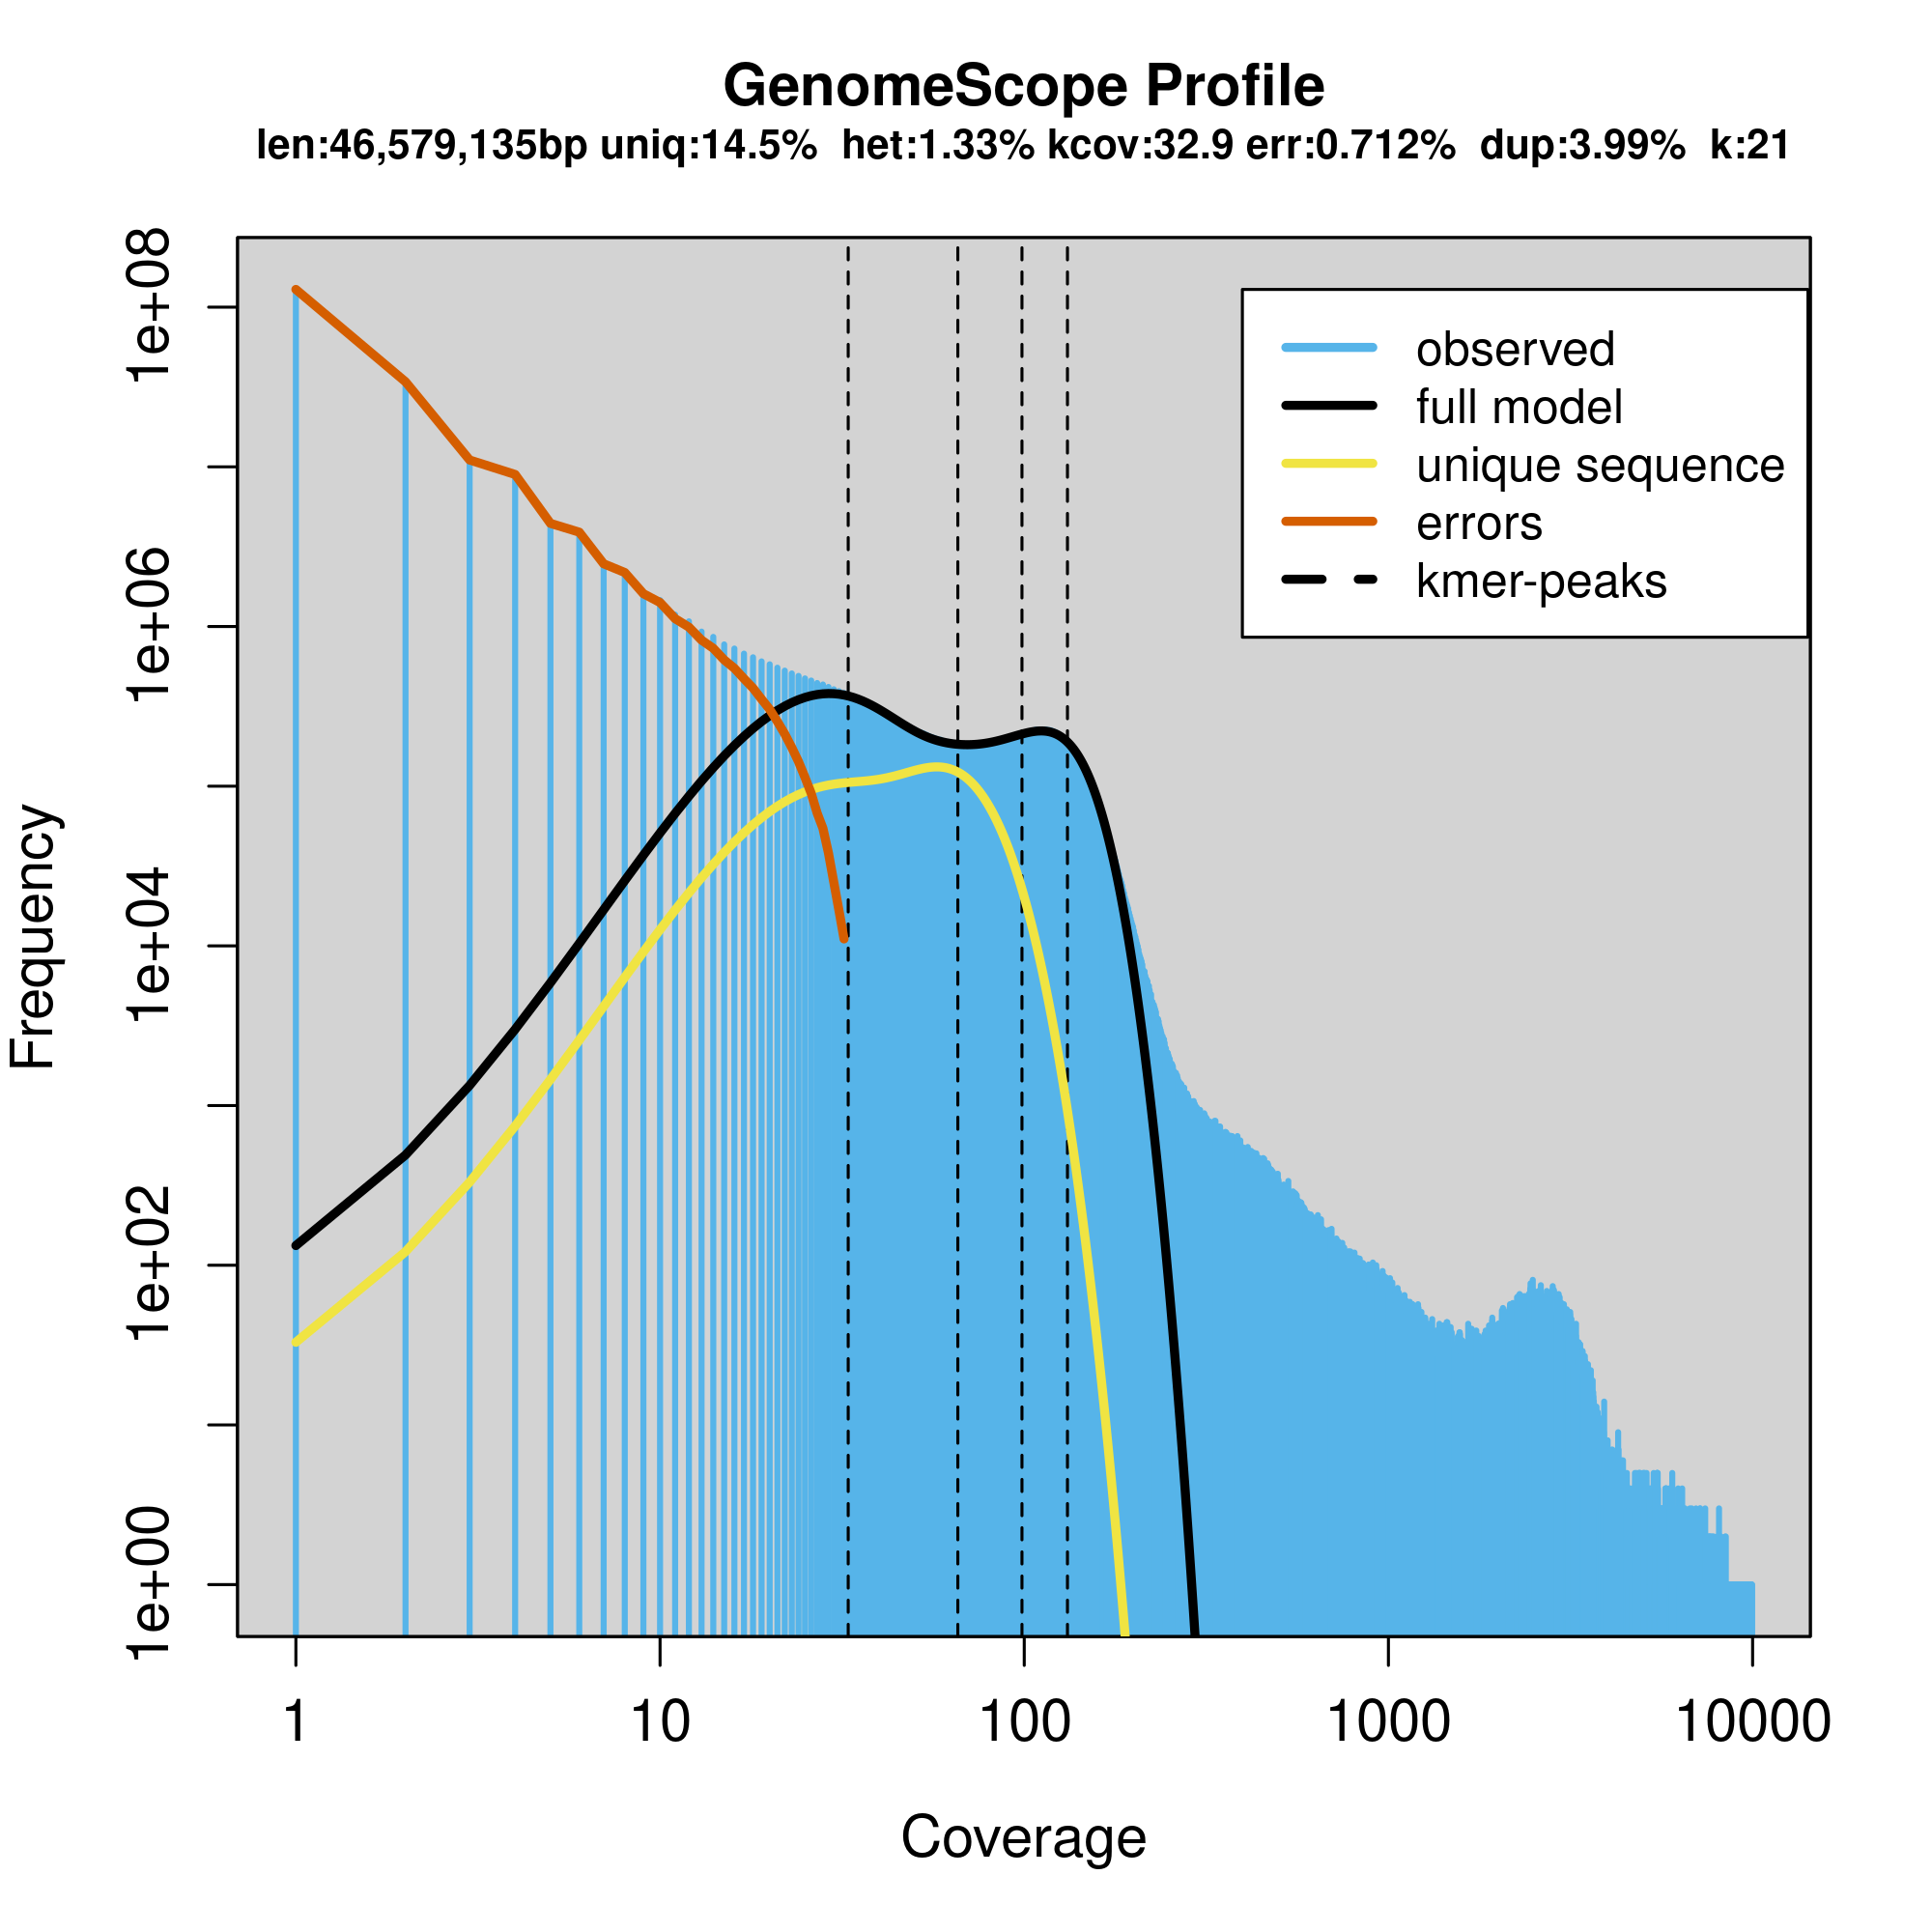 GenomeScope Profile
len:46,579,135bp uniq:14.5% het:1.33% kcov:32.9 err:0.712% dup:3.99% k:21
observed
full model
unique sequence
errors
kmer-peaks
Frequency
1e+08
1e+06
1e+04
1e+02
1e+00
1 10 100 1000 10000
Coverage